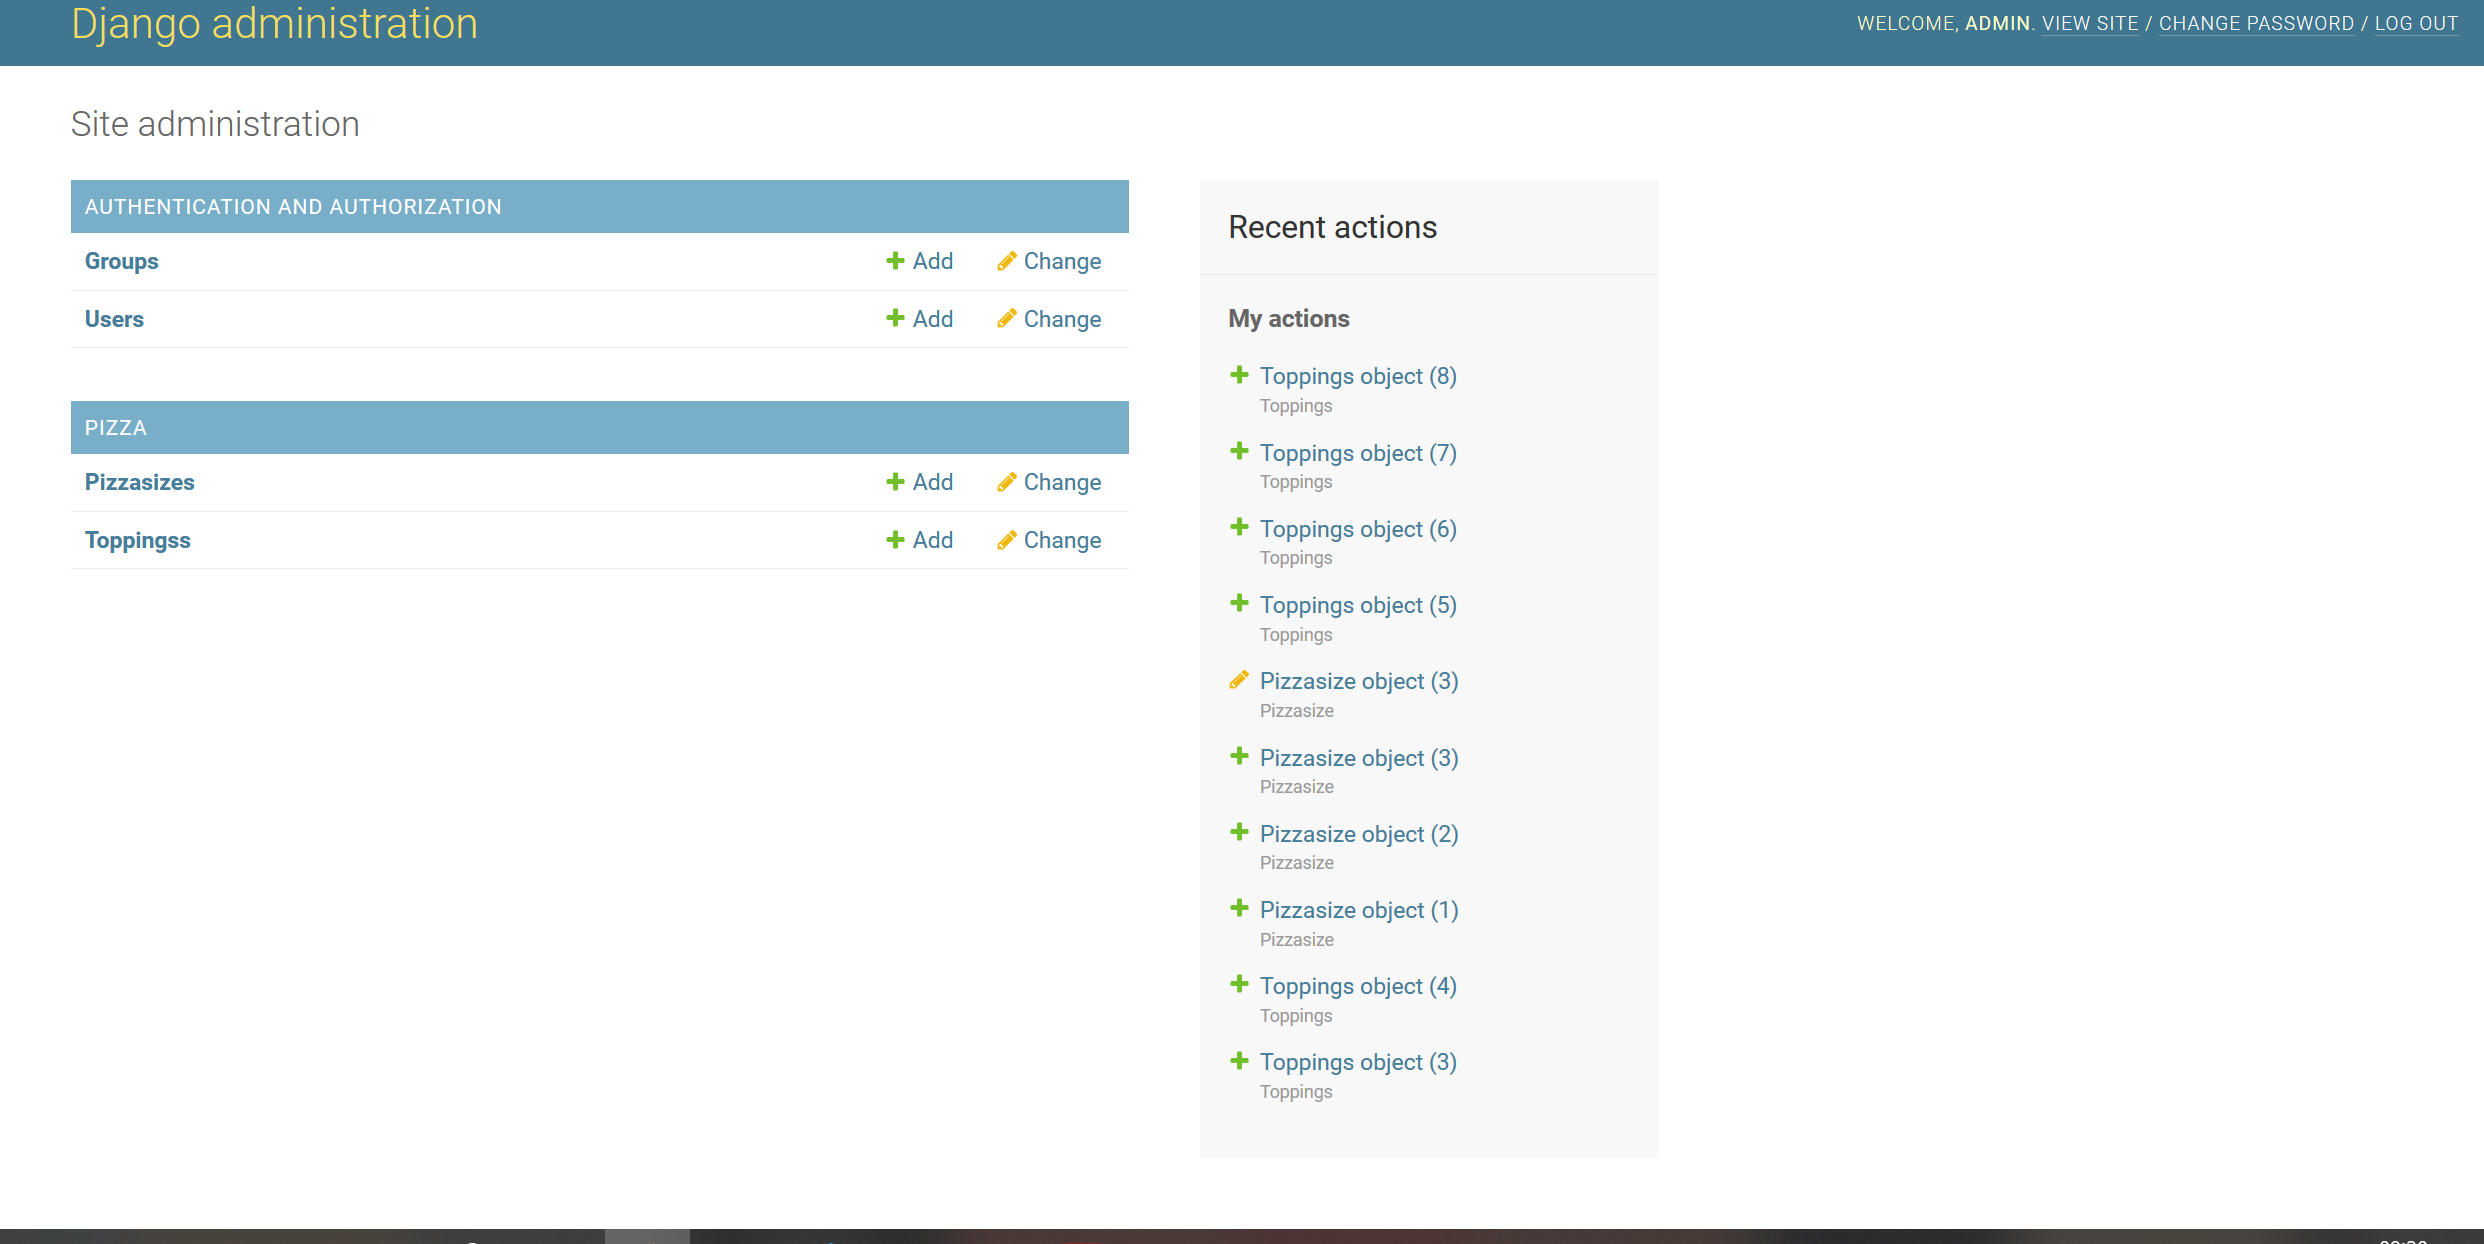 Django administration
WELCOME, ADMIN. VIEW SITE / CHANGE PASSWORD / LOG OUT
Site administration
AUTHENTICATION AND AUTHORIZATION
Groups Add Change
Users Add Change
PIZZA
Pizzasizes Add Change
Toppingss Add Change
Recent actions
My actions
Toppings object (8)
Toppings
Toppings object (7)
Toppings
Toppings object (6)
Toppings
Toppings object (5)
Toppings
Pizzasize object (3)
Pizzasize
Pizzasize object (3)
Pizzasize
Pizzasize object (2)
Pizzasize
Pizzasize object (1)
Pizzasize
Toppings object (4)
Toppings
Toppings object (3)
Toppings